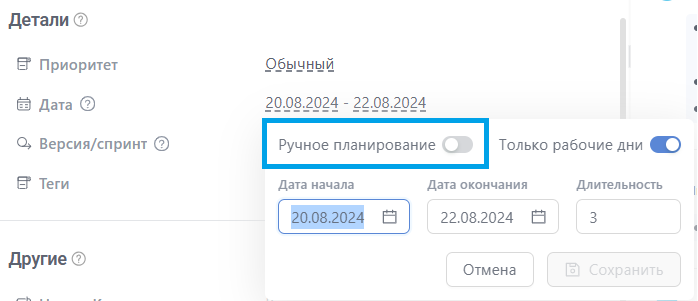 Детали
Приоритет Обычный
Дата 20.08.2024 - 22.08.2024
Версия/спринт Ручное планирование Только рабочие дни
Теги Дата начала Дата окончания Длительность
20.08.2024 22.08.2024 3
Другие Отмена Сохранить